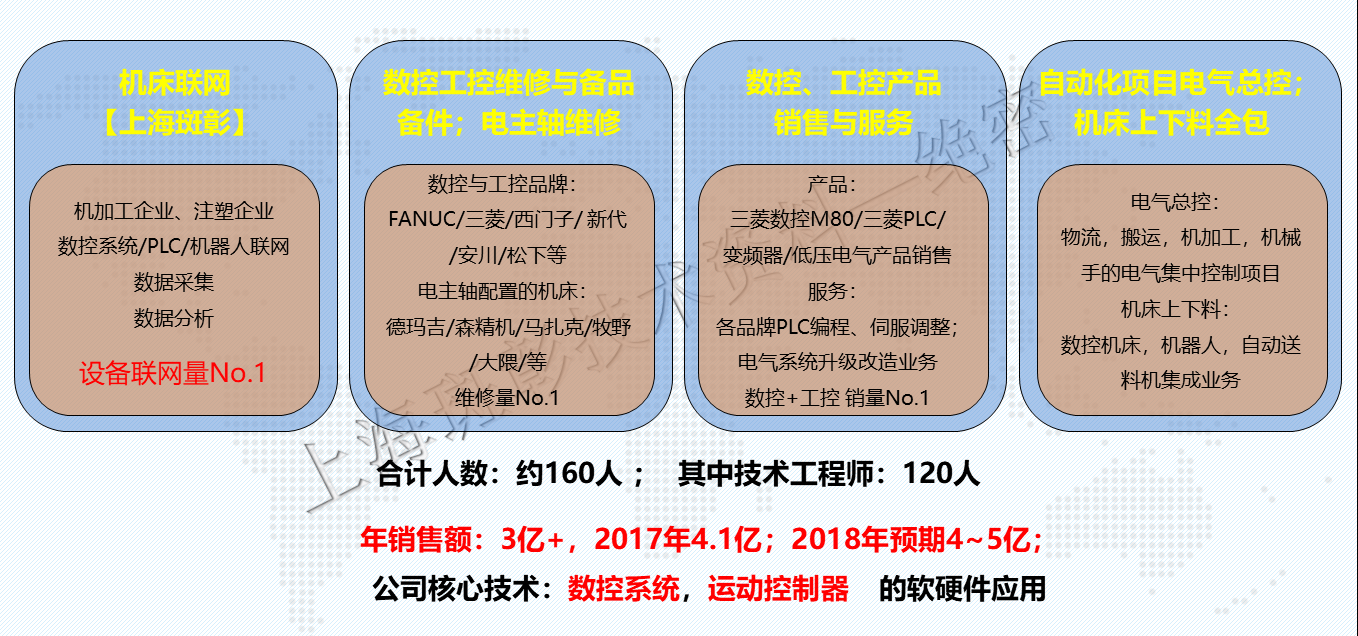 机床联网
【上海斑彰】
机加工企业、注塑企业
数控系统/PLC/机器人联网
数据采集
数据分析
设备联网量No.1
数控工控维修与备品
备件；电主轴维修
数控与工控品牌：
FANUC/三菱/西门子/ 新代
/安川/松下等
电主轴配置的机床：
德玛吉/森精机/马扎克/牧野
/大隈/等
维修量No.1
数控、工控产品
销售与服务
产品：
三菱数控M80/三菱PLC/
变频器/低压电气产品销售
服务：
各品牌PLC编程、伺服调整；
电气系统升级改造业务
数控+工控 销量No.1
自动化项目电气总控；
机床上下料全包
电气总控：
物流，搬运，机加工，机械
手的电气集中控制项目
机床上下料：
数控机床，机器人，自动送
料机集成业务
合计人数：约160人 ； 其中技术工程师：120人
年销售额：3亿+，2017年4.1亿；2018年预期4~5亿；
公司核心技术：数控系统，运动控制器 的软硬件应用
上海斑彰技术资料—绝密